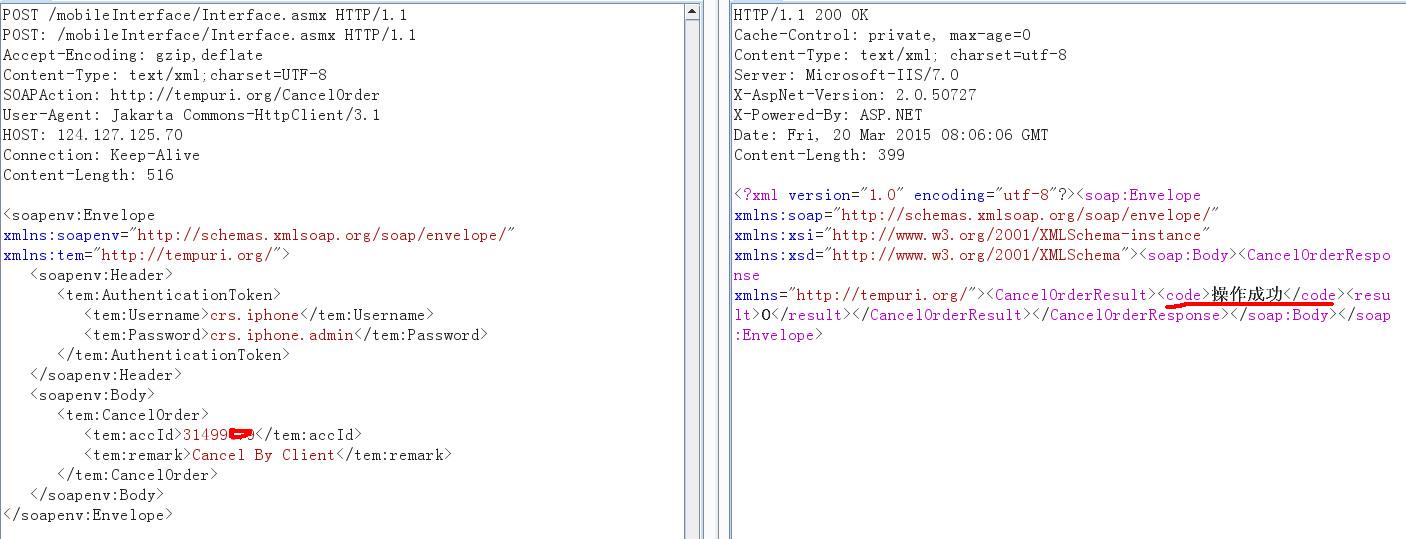 POST /mobileInterface/Interface.asmx HTTP/1.1
POST: /mobileInterface/Interface.asmx HTTP/1.1
Accept-Encoding: gzip,deflate
Content-Type: text/xml;charset=UTF-8
SOAPAction: http://tempuri.org/CancelOrder
User-Agent: Jakarta Commons-HttpClient/3.1
HOST: 124.127.125.70
Connection: Keep-Alive
Content-Length: 516
<soapenv:Envelope
xmlns:soapenv="http://schemas.xmlsoap.org/soap/envelope/"
xmlns:tem="http://tempuri.org/">
<soapenv:Header>
<tem:AuthenticationToken>
<tem:Username>crs.iphone</tem:Username>
<tem:Password>crs.iphone.admin</tem:Password>
</tem:AuthenticationToken>
</soapenv:Header>
<soapenv:Body>
<tem:CancelOrder>
<tem:accId>31499</tem:accId>
<tem:remark>Cancel By Client</tem:remark>
</tem:CancelOrder>
</soapenv:Body>
</soapenv:Envelope>
HTTP/1.1 200 OK
Cache-Control: private, max-age=0
Content-Type: text/xml; charset=utf-8
Server: Microsoft-IIS/7.0
X-AspNet-Version: 2.0.50727
X-Powered-By: ASP.NET
Date: Fri, 20 Mar 2015 08:06:06 GMT
Content-Length: 399
<?xml version="1.0" encoding="utf-8"?><soap:Envelope
xmlns:soap="http://schemas.xmlsoap.org/soap/envelope/"
xmlns:xsi="http://www.w3.org/2001/XMLSchema-instance"
xmlns:xsd="http://www.w3.org/2001/XMLSchema"><soap:Body><CancelOrderRespo
nse
xmlns="http://tempuri.org/"><CancelOrderResult><code>操作成功</code><resu
lt>0</result></CancelOrderResult></CancelOrderResponse></soap:Body></soap
:Envelope>